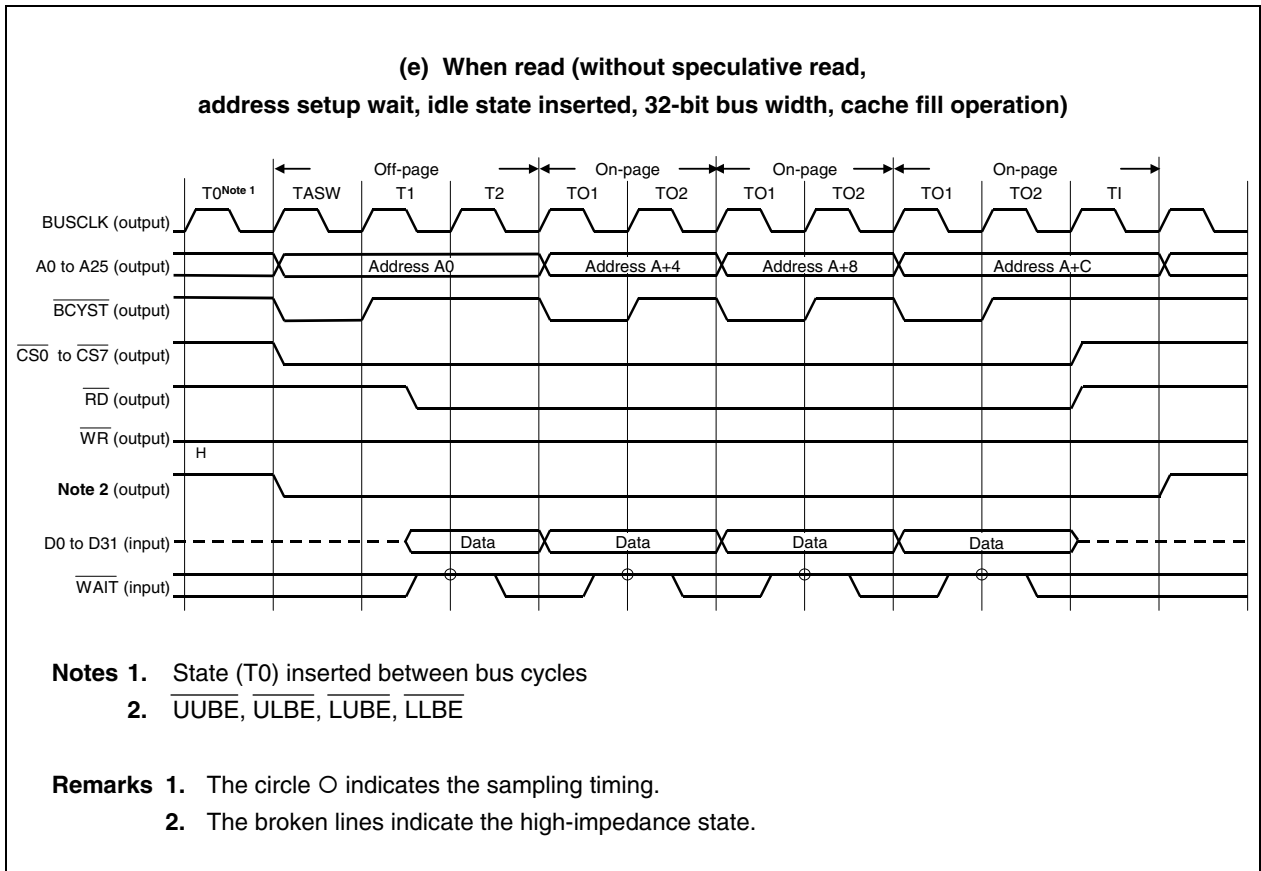 (e) When read (without speculative read,
address setup wait, idle state inserted, 32-bit bus width, cache fill operation)
Off-page On-page On-page On-page
T0Note 1 TASW T1 T2 TO1 TO2 TO1 TO2 TO1 TO2 TI
BUSCLK (output)
A0 to A25 (output) Address A0 Address A+4 Address A+8 Address A+C
BCYST (output)
CS0 to CS7 (output)
RD (output)
WR (output)
H
Note 2 (output)
D0 to D31 (input) Data Data Data Data
WAIT (input)
Notes 1. State (T0) inserted between bus cycles
2. UUBE, ULBE, LUBE, LLBE
Remarks 1. The circle O indicates the sampling timing.
2. The broken lines indicate the high-impedance state.